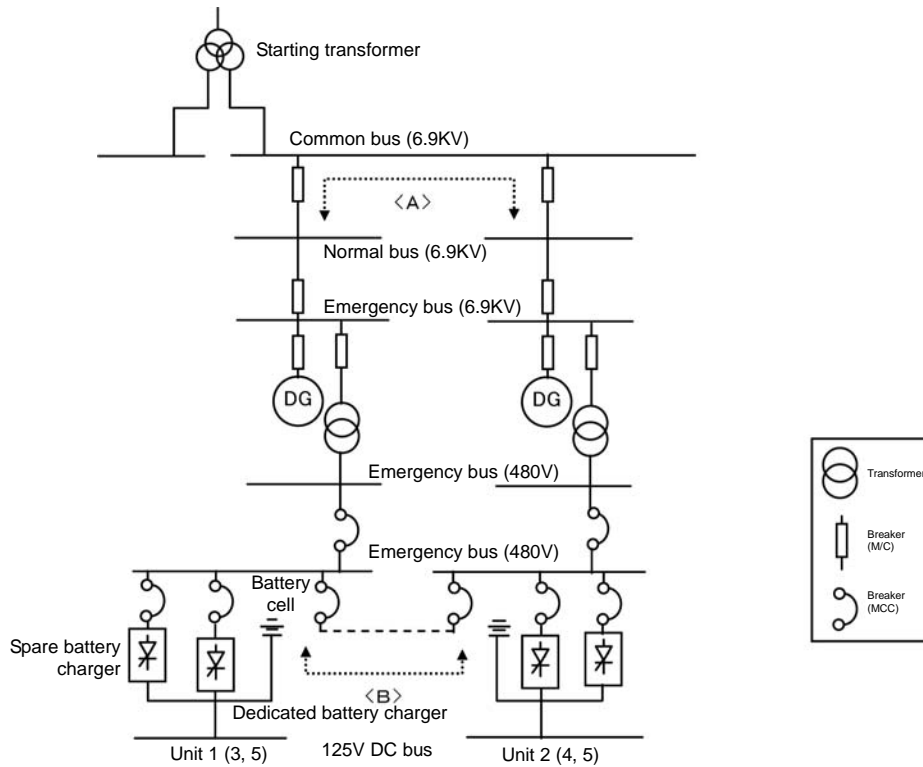 Starting transformer
Common bus (6.9KV)
<A>
Normal bus (6.9KV)
Emergency bus (6.9KV)
DG
DG
Emergency bus (480V)
Emergency bus (480V)
Battery
cell
Spare battery
charger
<B>
Dedicated battery charger
Unit 1 (3, 5)
125V DC bus
Unit 2 (4, 5)
Transformer
Breaker
(M/C)
Breaker
(MCC)